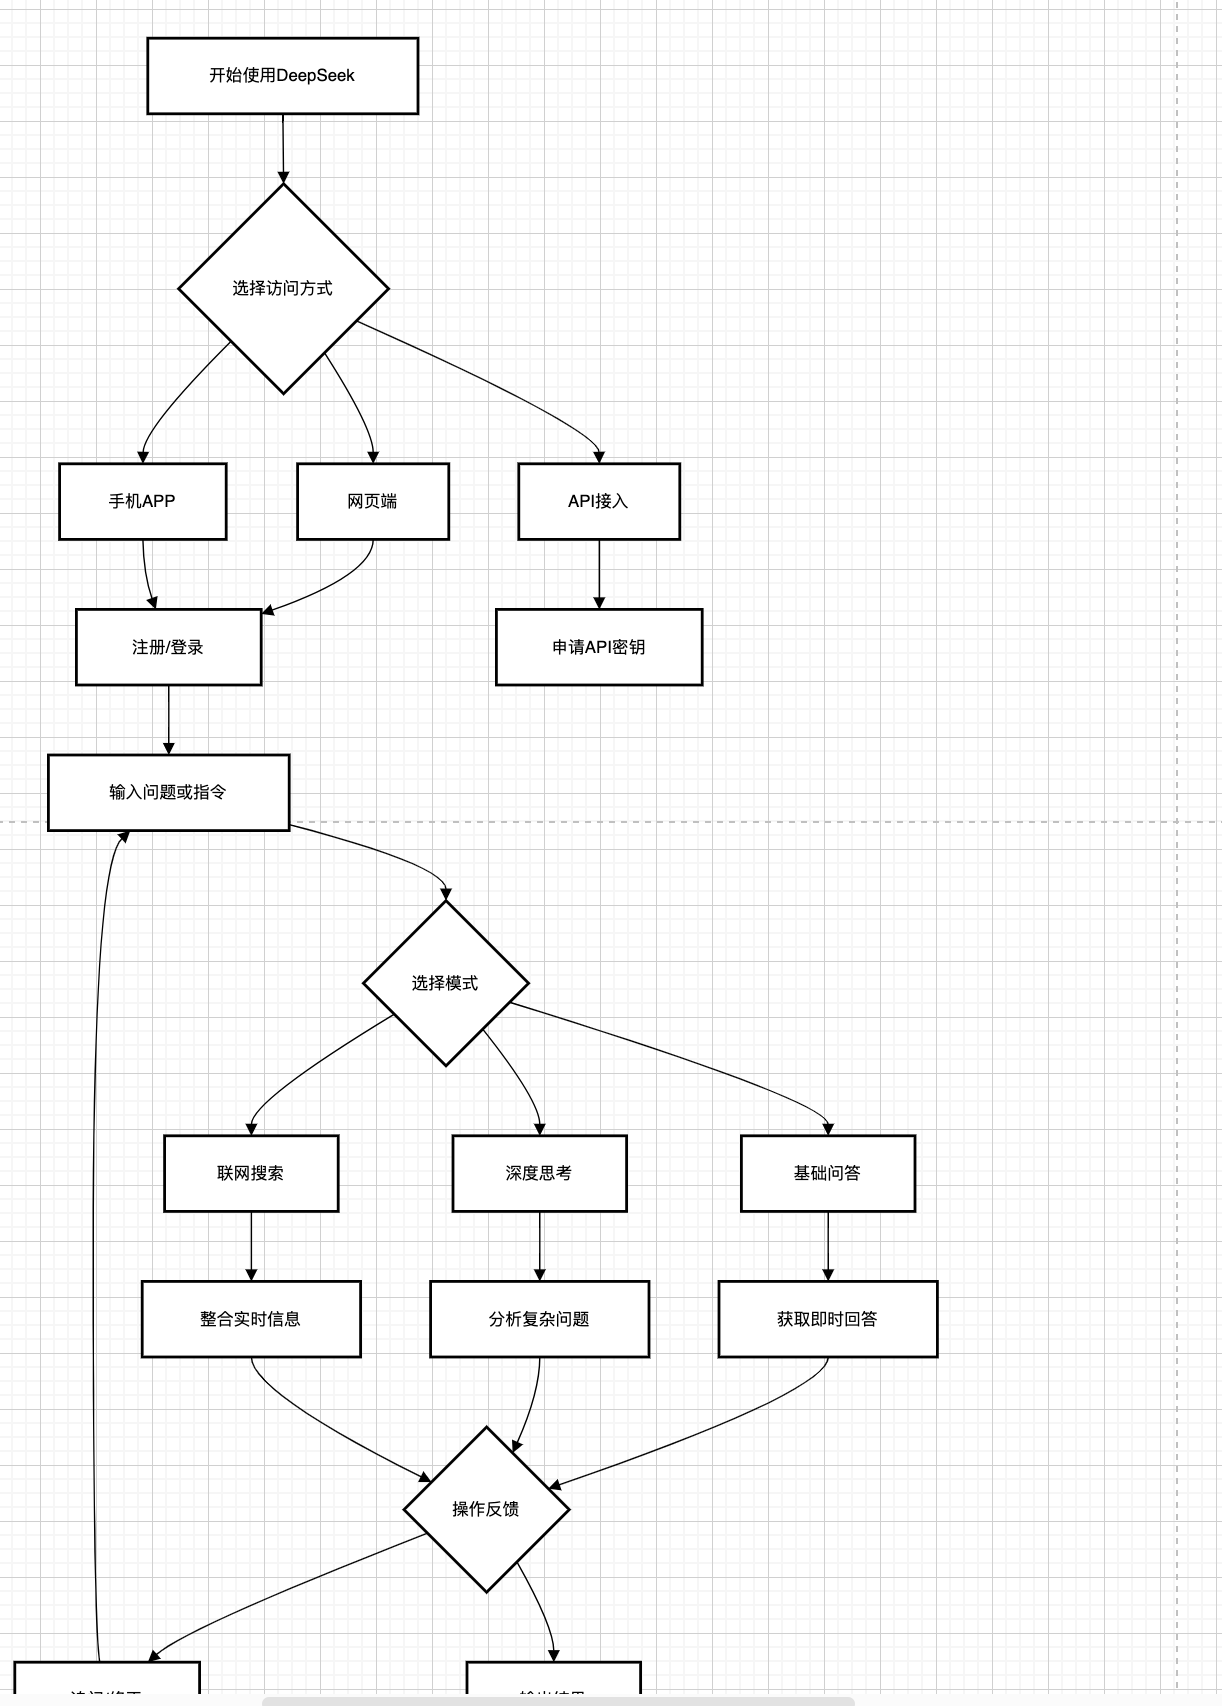 开始使用DeepSeek
选择访问方式
手机APP
网页端
API接入
注册/登录
申请API密钥
输入问题或指令
选择模式
联网搜索
深度思考
基础问答
整合实时信息
分析复杂问题
获取即时回答
操作反馈